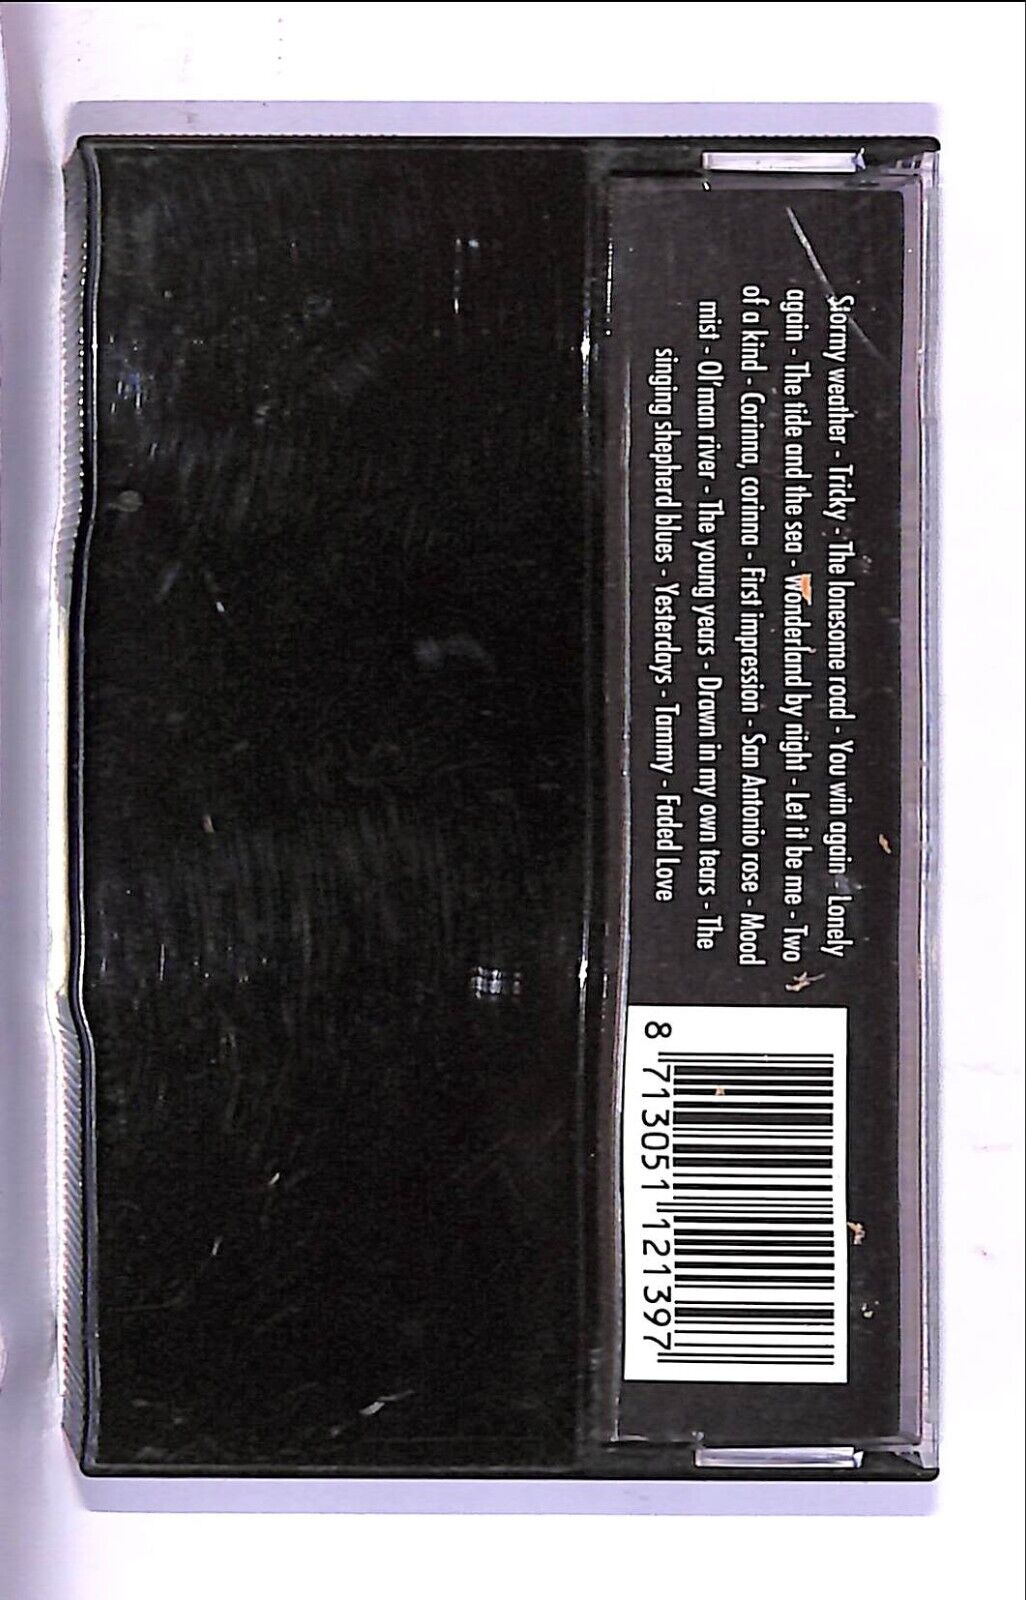 Stormy weather - Tricky - The lonesome road - You win again - Lonely
again - The tide and the sea - Wonderland by night - Let it be me - Two
of a kind - Corinna, corinna - First impression - San Antonio rose - Mood
mist - Ol'man river - The young years - Drawn in my own tears - The
singing shepherd blues - Yesterdays - Tammy - Faded Love
8 713051 121397